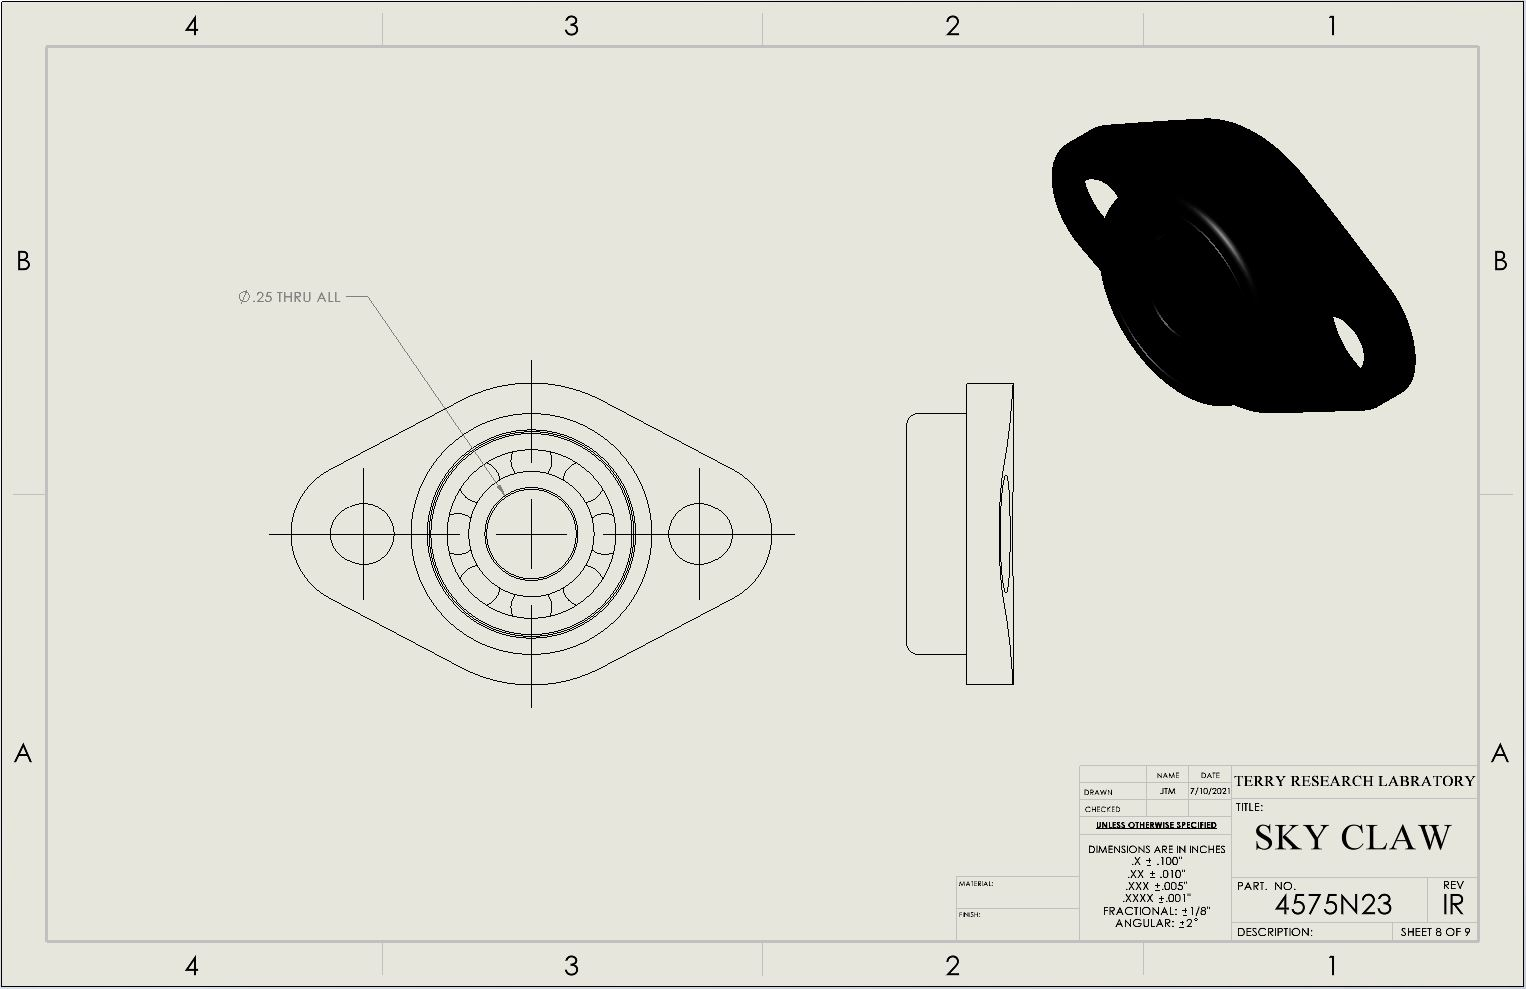 4 3 2 1
B B
⌀.25 THRU ALL
A A
NAME DATE
DRAWN JTM 7/10/2021
CHECKED
UNLESS OTHERWISE SPECIFIED
DIMENSIONS ARE IN INCHES
.X ± .100"
.XX ± .010"
.XXX ±.005"
.XXXX ±.001"
FRACTIONAL: ±1/8"
ANGULAR: ±2°
MATERIAL:
FINISH:
TERRY RESEARCH LABRATORY
TITLE:
SKY CLAW
PART. NO. REV
4575N23 IR
DESCRIPTION: SHEET 8 OF 9
4 3 2 1